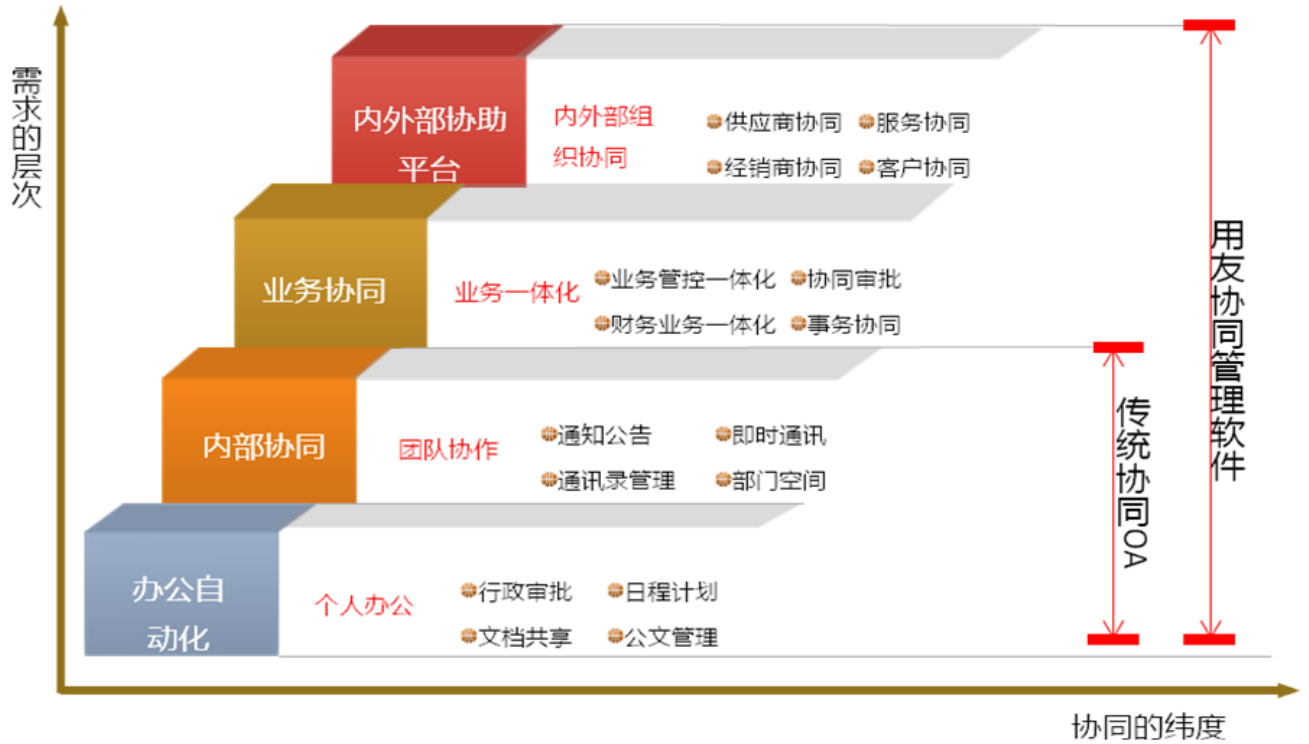 需求的层次
内外部协助
平台
内外部组
织协同
供应商协同 服务协同
经销商协同 客户协同
业务协同
业务一体化
业务管控一体化 协同审批
财务业务一体化 事务协同
内部协同
团队协作
通知公告 即时通讯
通讯录管理 部门空间
办公自
动化
个人办公
行政审批 日程计划
文档共享 公文管理
传统协同OA
用友协同管理软件
协同的纬度